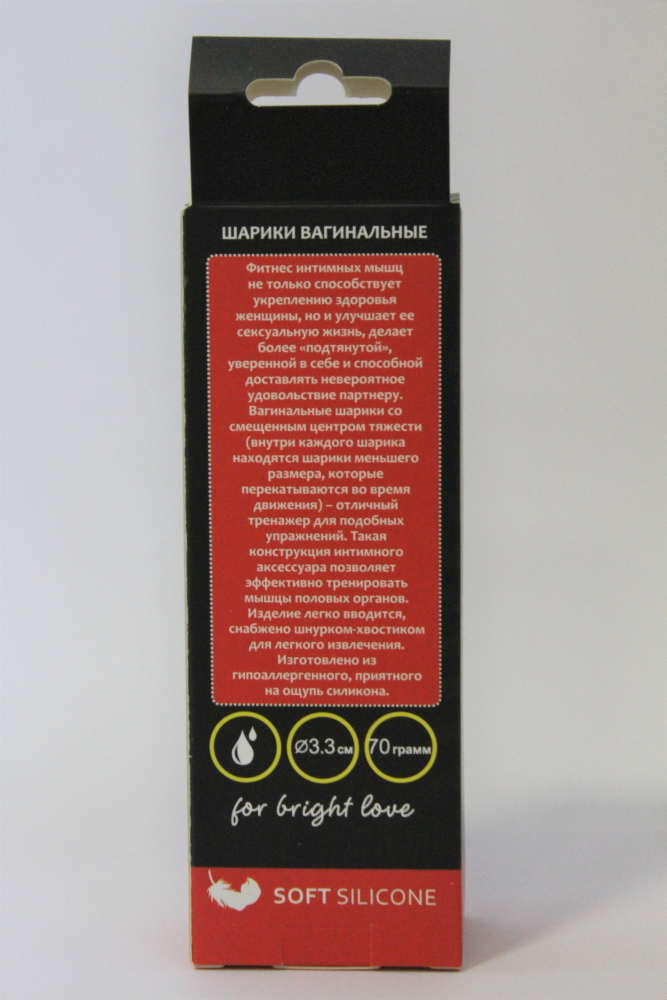 ШАРИКИ ВАГИНАЛЬНЫЕ
Фитнес интимных мышц
не только способствует
укреплению здоровья
женщины, но и улучшает ее
сексуальную жизнь, делает
более «подтянутой»,
уверенной в себе и способной
доставлять невероятное
удовольствие партнеру.
Вагинальные шарики со
смещенным центром тяжести
(внутри каждого шарика
находятся шарики меньшего
размера, которые
перекатываются во время
движения) – отличный
тренажер для подобных
упражнений. Такая
конструкция интимного
аксессуара позволяет
эффективно тренировать
мышцы половых органов.
Изделие легко вводится,
снабжено шнурком-хвостиком
для легкого извлечения.
Изготовлено из
гипоаллергенного, приятного
на ощупь силикона.
Ø3.3 см 70 грамм
for bright love
SOFT SILICONE